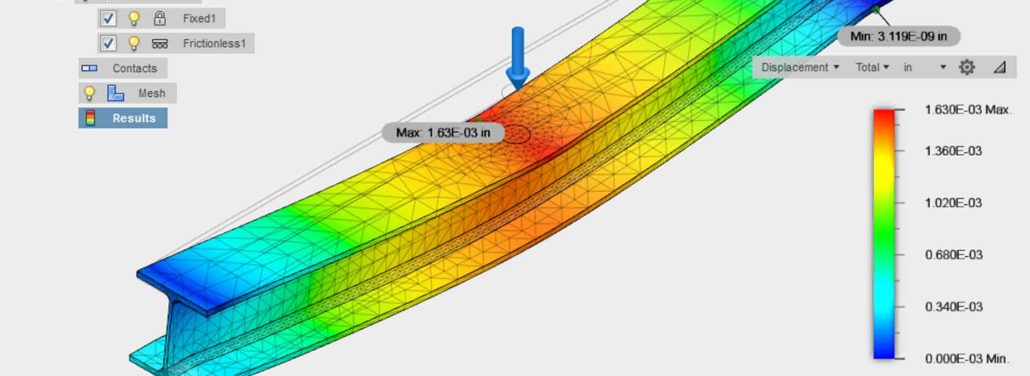 Fixed1
Frictionless1
Contacts
Mesh
Results
Min: 3.119E-09 in
Displacement Total in
Max: 1.63E-03 in
1.630E-03 Max.
1.360E-03
1.020E-03
0.680E-03
0.340E-03
0.000E-03 Min.